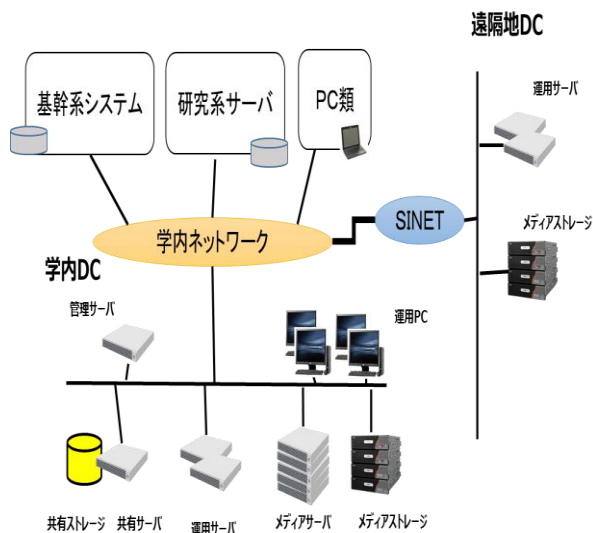 遠隔地DC
基幹系システム
研究系サーバ
PC類
運用サーバ
SINET
メディアストレージ
学内ネットワーク
学内DC
管理サーバ
運用PC
共有ストレージ
共有サーバ
運用サーバ
メディアサーバ
メディアストレージ